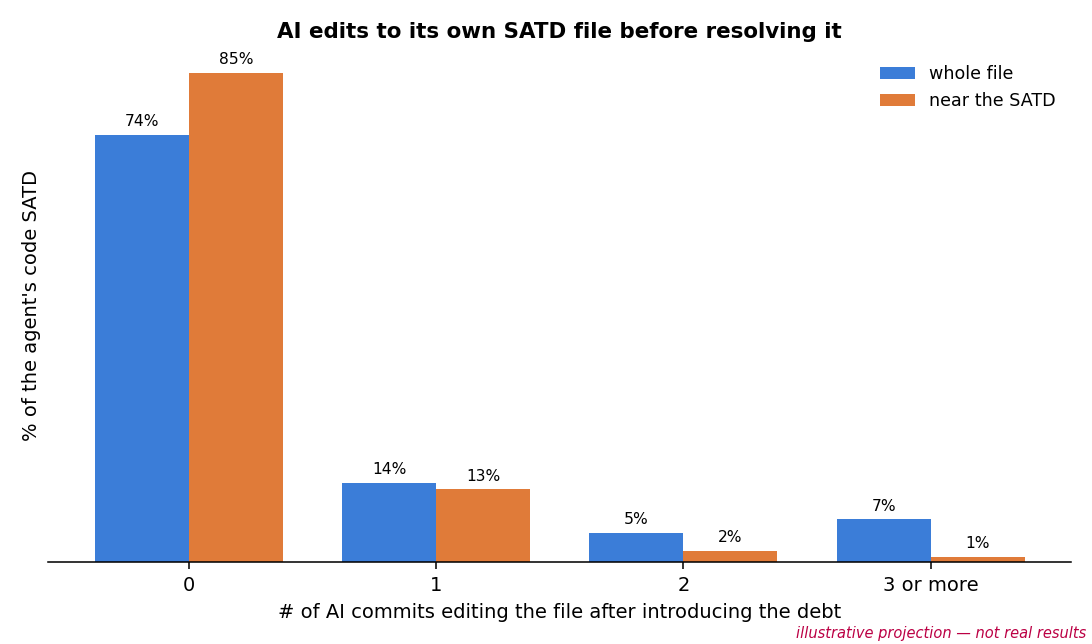 AI edits to its own SATD file before resolving it
whole file
near the SATD
85%
74%
14%
13%
5%
2%
7%
1%
% of the agent's code SATD
0 1 2 3 or more
# of AI commits editing the file after introducing the debt
illustrative projection — not real results